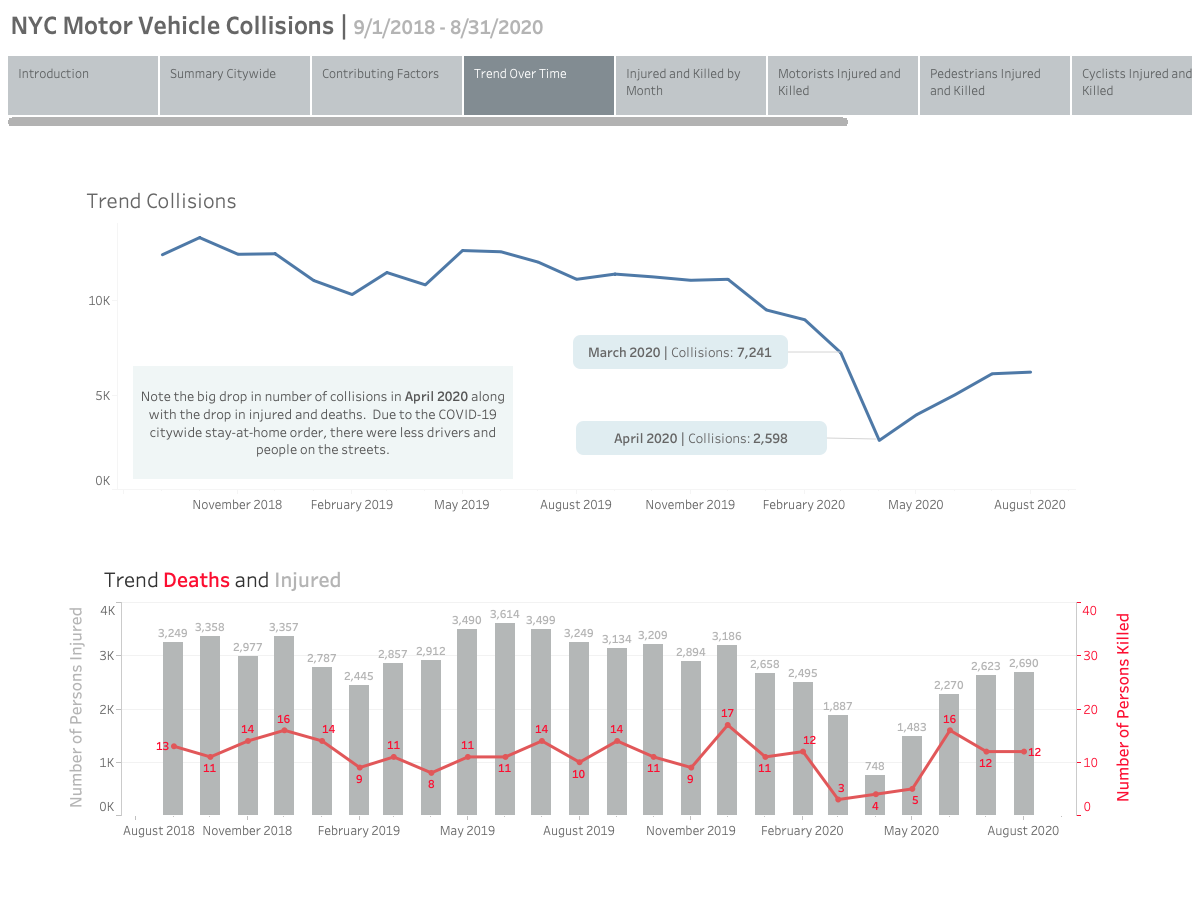 NYC Motor Vehicle Collisions | 9/1/2018 - 8/31/2020
Introduction
Summary Citywide
Contributing Factors
Trend Over Time
Injured and Killed by
Month
Motorists Injured and
Killed
Pedestrians Injured
and Killed
Cyclists Injured and
Killed
Trend Collisions
10K
5K
0K
March 2020 | Collisions: 7,241
April 2020 | Collisions: 2,598
Note the big drop in number of collisions in April 2020 along
with the drop in injured and deaths. Due to the COVID-19
citywide stay-at-home order, there were less drivers and
people on the streets.
November 2018 February 2019 May 2019 August 2019 November 2019 February 2020 May 2020 August 2020
Trend Deaths and Injured
Number of Persons Injured
4K
3K
2K
1K
0K
3,249 3,358 2,977 3,357 2,787 2,445 2,857 2,912 3,490 3,614 3,499 3,249 3,134 3,209 2,894 3,186 2,658 2,495 1,887 748 1,483 2,270 2,623 2,690
13 11 14 16 14 9 11 8 11 11 14 10 14 11 9 17 11 12 3 4 5 16 12 12
40
30
20
10
0
Number of Persons Killed
August 2018 November 2018 February 2019 May 2019 August 2019 November 2019 February 2020 May 2020 August 2020